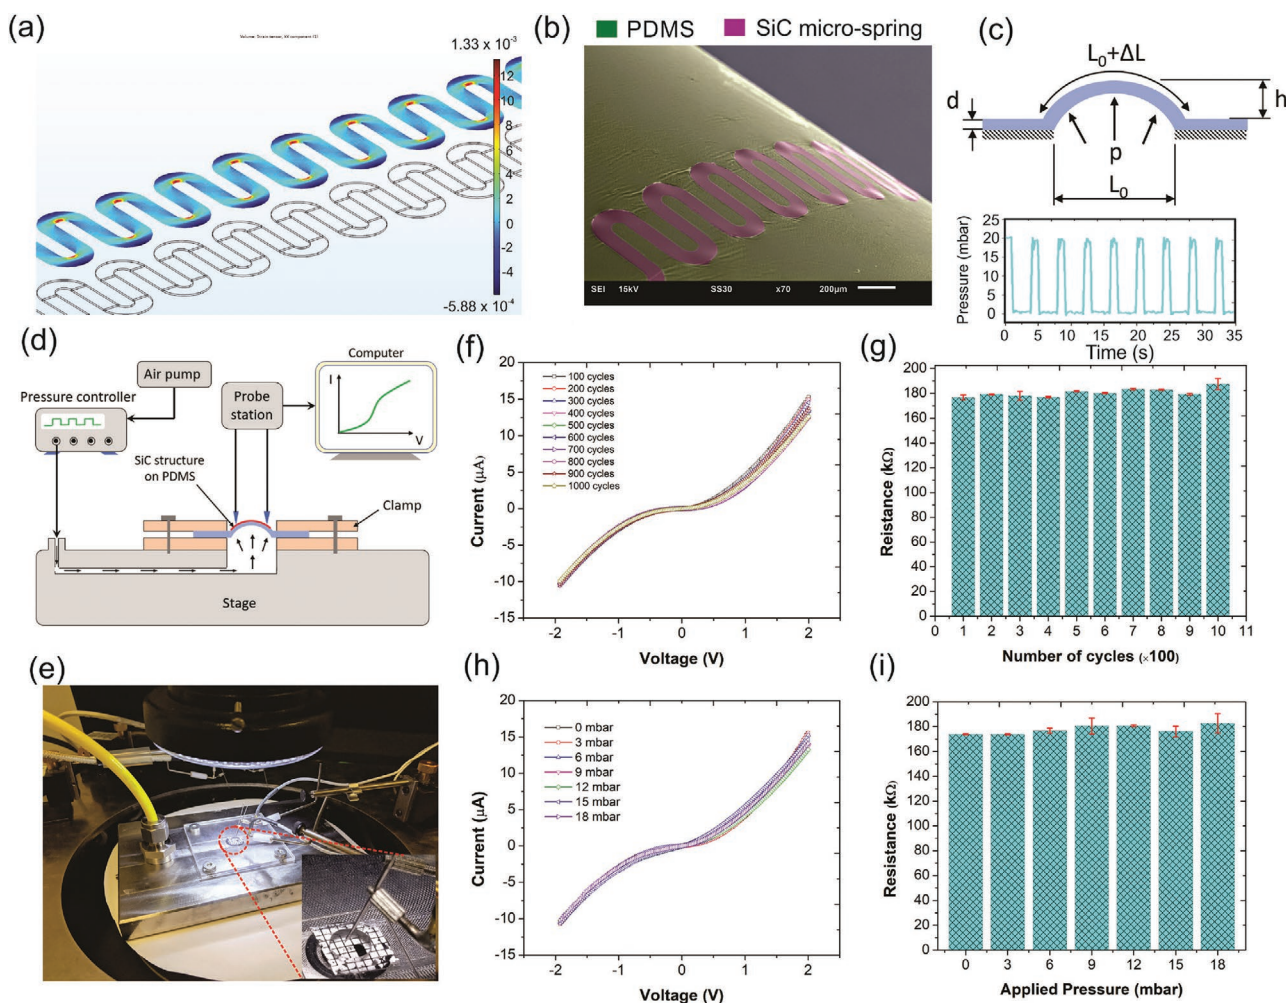 (a)
Volume: Strain tensor, XX component (1)
1.33 x 10⁻³
12
10
8
6
4
2
0
-2
-4
-5.88 x 10⁻⁴
(b)
PDMS
SiC micro-spring
SEI 15kV SS30 x70 200μm
(c)
L₀+ΔL
d
h
p
L₀
Pressure (mbar)
25
20
15
10
5
0
0 5 10 15 20 25 30 35
Time (s)
(d)
Air pump
Pressure controller
Probe station
Computer
I
V
SiC structure
on PDMS
Clamp
Stage
(e)
(f)
Current (μA)
20
15
10
5
0
-5
-10
-15
100 cycles
200 cycles
300 cycles
400 cycles
500 cycles
600 cycles
700 cycles
800 cycles
900 cycles
1000 cycles
-2 -1 0 1 2
Voltage (V)
(g)
Reistance (kΩ)
200
180
160
140
120
100
80
60
40
20
0
0 1 2 3 4 5 6 7 8 9 10 11
Number of cycles (×100)
(h)
Current (μA)
20
15
10
5
0
-5
-10
-15
0 mbar
3 mbar
6 mbar
9 mbar
12 mbar
15 mbar
18 mbar
-2 -1 0 1 2
Voltage (V)
(i)
Resistance (kΩ)
200
180
160
140
120
100
80
60
40
20
0
0 3 6 9 12 15 18
Applied Pressure (mbar)